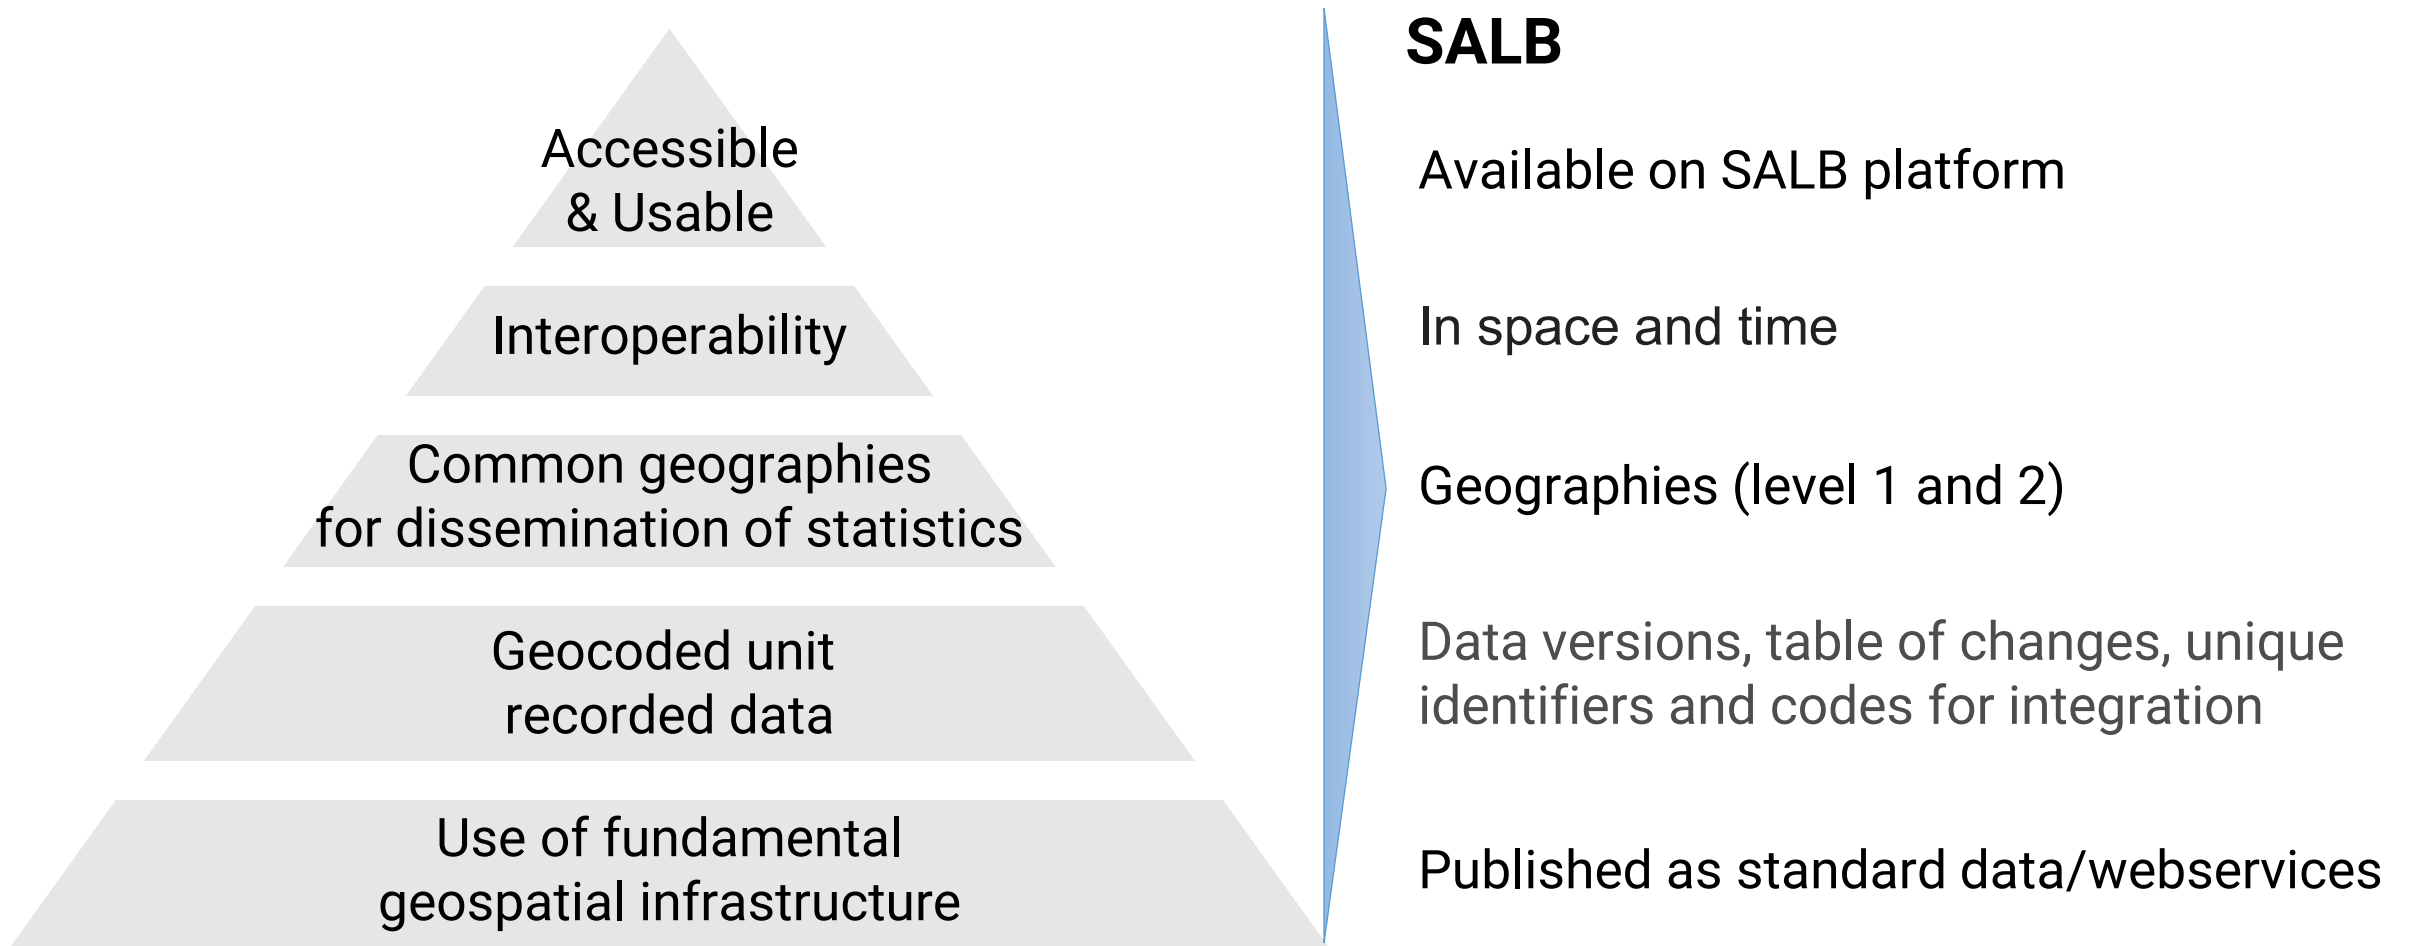 SALB
Accessible
& Usable
Available on SALB platform
Interoperability
In space and time
Common geographies
for dissemination of statistics
Geographies (level 1 and 2)
Geocoded unit
recorded data
Data versions, table of changes, unique
identifiers and codes for integration
Use of fundamental
geospatial infrastructure
Published as standard data/webservices